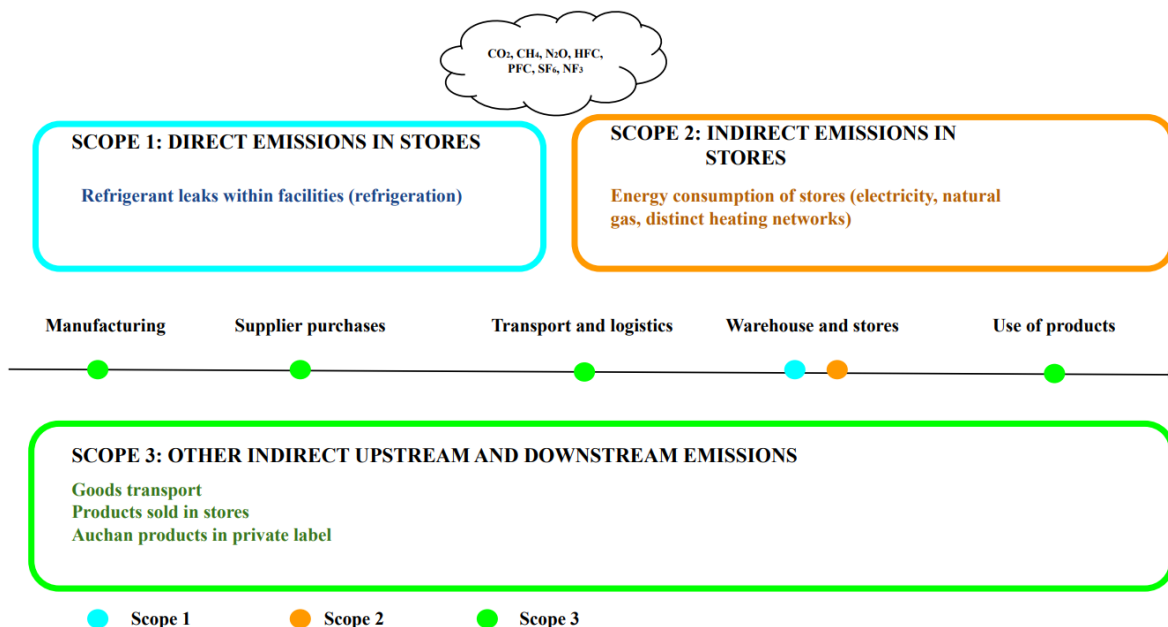 CO₂, CH₄, N₂O, HFC,
PFC, SF₆, NF₃
SCOPE 1: DIRECT EMISSIONS IN STORES
Refrigerant leaks within facilities (refrigeration)
SCOPE 2: INDIRECT EMISSIONS IN
STORES
Energy consumption of stores (electricity, natural
gas, distinct heating networks)
Manufacturing
Supplier purchases
Transport and logistics
Warehouse and stores
Use of products
SCOPE 3: OTHER INDIRECT UPSTREAM AND DOWNSTREAM EMISSIONS
Goods transport
Products sold in stores
Auchan products in private label
Scope 1
Scope 2
Scope 3